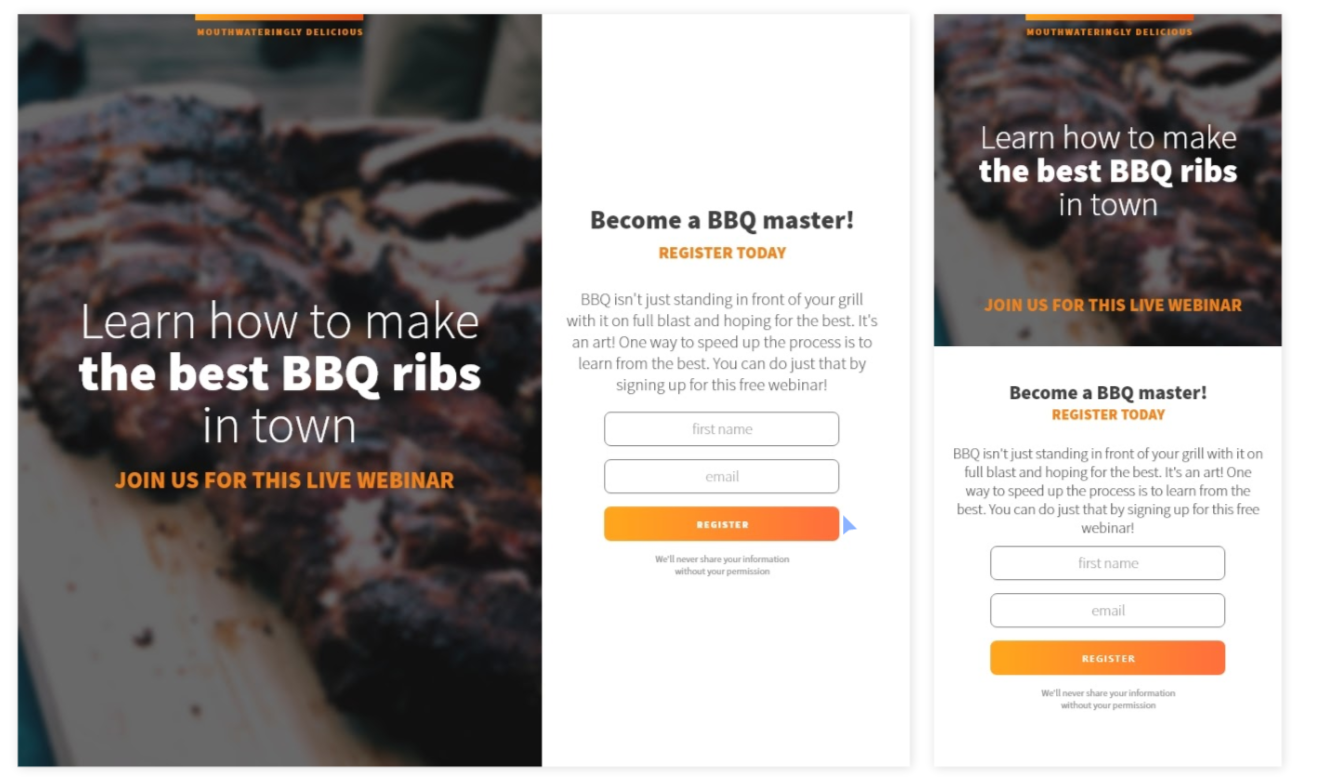 MOUTHWATERINGLY DELICIOUS
Learn how to make
the best BBQ ribs
in town
JOIN US FOR THIS LIVE WEBINAR
Become a BBQ master!
REGISTER TODAY
BBQ isn't just standing in front of your grill
with it on full blast and hoping for the best. It's
an art! One way to speed up the process is to
learn from the best. You can do just that by
signing up for this free webinar!
first name
email
REGISTER
We'll never share your information
without your permission
MOUTHWATERINGLY DELICIOUS
Learn how to make
the best BBQ ribs
in town
JOIN US FOR THIS LIVE WEBINAR
Become a BBQ master!
REGISTER TODAY
BBQ isn't just standing in front of your grill with it on
full blast and hoping for the best. It's an art! One
way to speed up the process is to learn from the
best. You can do just that by signing up for this free
webinar!
first name
email
REGISTER
We'll never share your information
without your permission